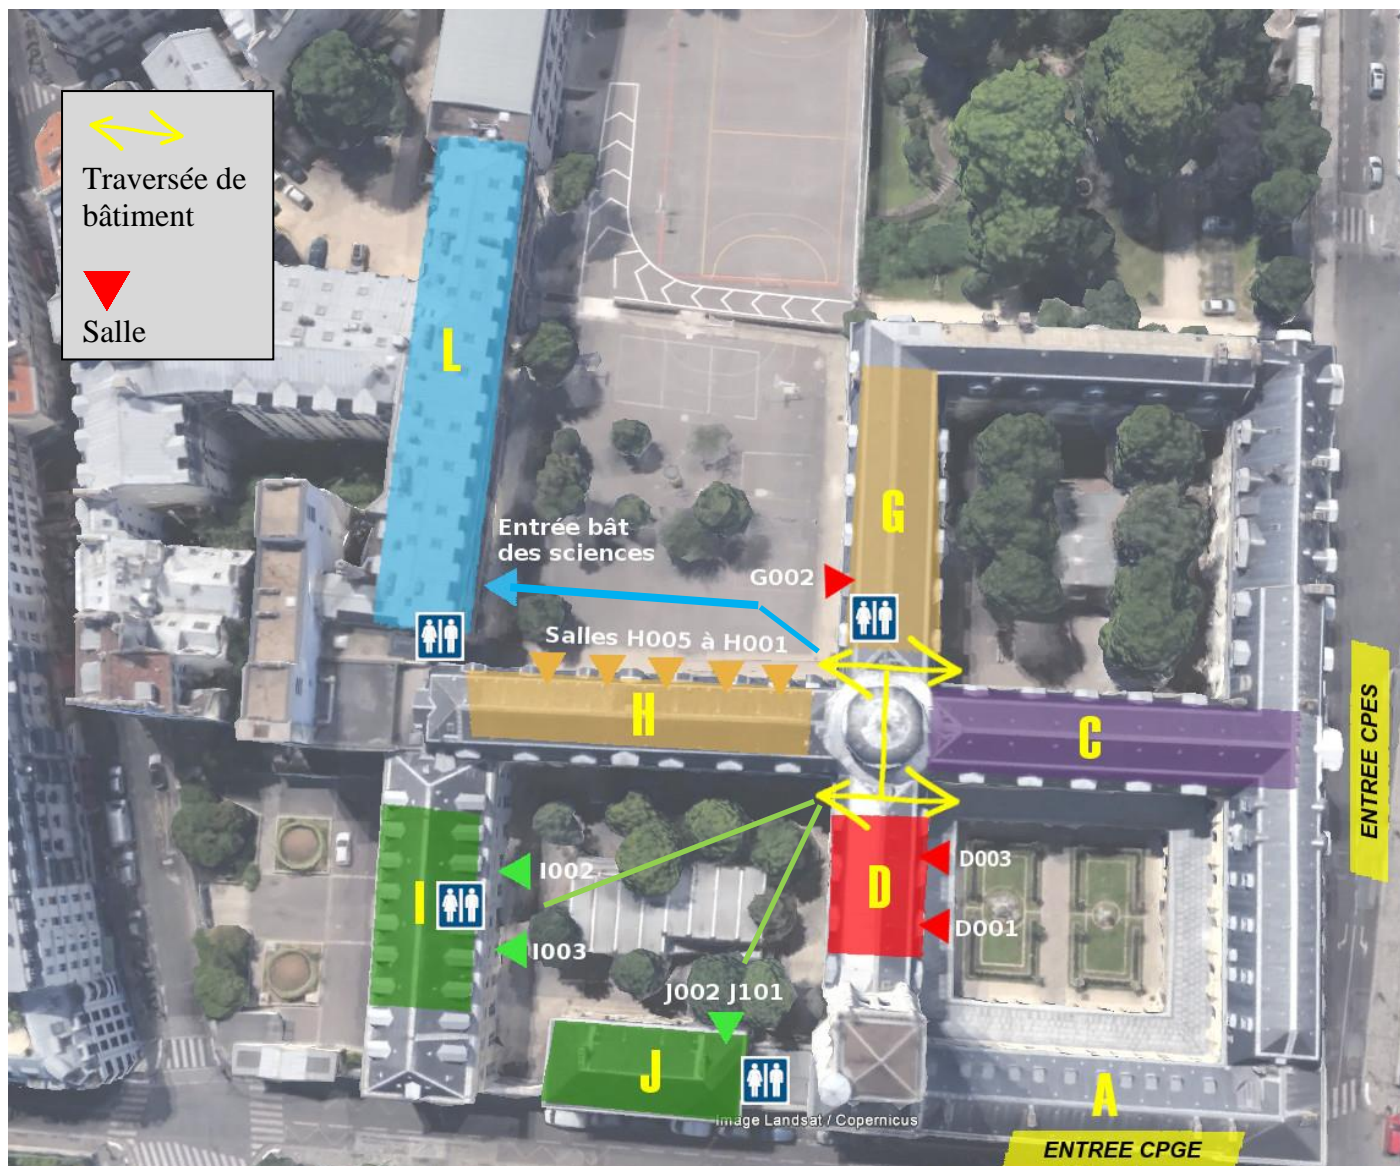 Traversée de
bâtiment
Salle
L
Entrée bât
des sciences
G
G002
Salles H005 à H001
H
C
ENTREE CPES
I002
I
I003
D003
D
D001
J002 J101
J
A
Image Landsat / Copernicus
ENTREE CPGE